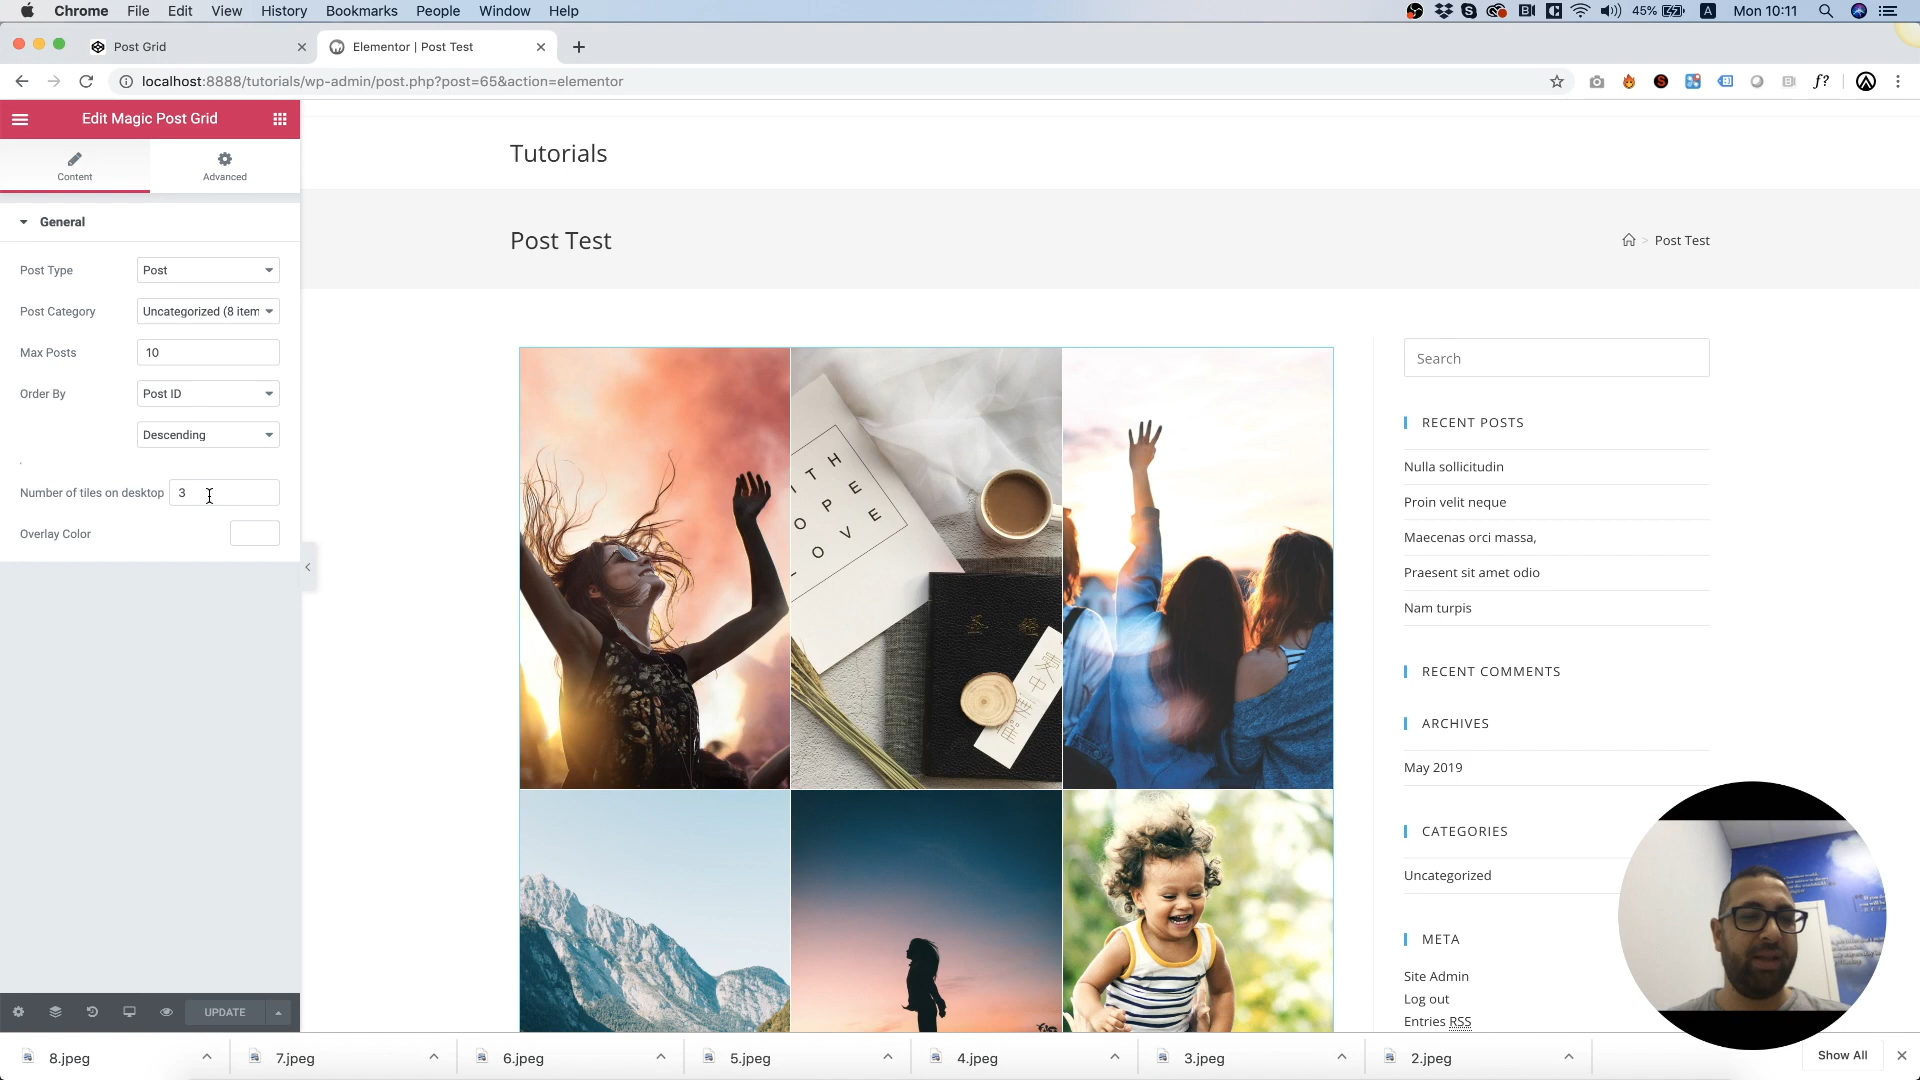 Chrome File Edit View History Bookmarks People Window Help
45% A Mon 10:11
Post Grid
Elementor | Post Test
localhost:8888/tutorials/wp-admin/post.php?post=65&action=elementor
f?
Edit Magic Post Grid
Content
Advanced
General
Post Type
Post
Post Category
Uncategorized (8 item
Max Posts
10
Order By
Post ID
Descending
Number of tiles on desktop
3
Overlay Color
UPDATE
Tutorials
Post Test
> Post Test
I T H
O P E
O V E
Search
RECENT POSTS
Nulla sollicitudin
Proin velit neque
Maecenas orci massa,
Praesent sit amet odio
Nam turpis
RECENT COMMENTS
ARCHIVES
May 2019
CATEGORIES
Uncategorized
META
Site Admin
Log out
Entries RSS
8.jpeg
7.jpeg
6.jpeg
5.jpeg
4.jpeg
3.jpeg
2.jpeg
Show All